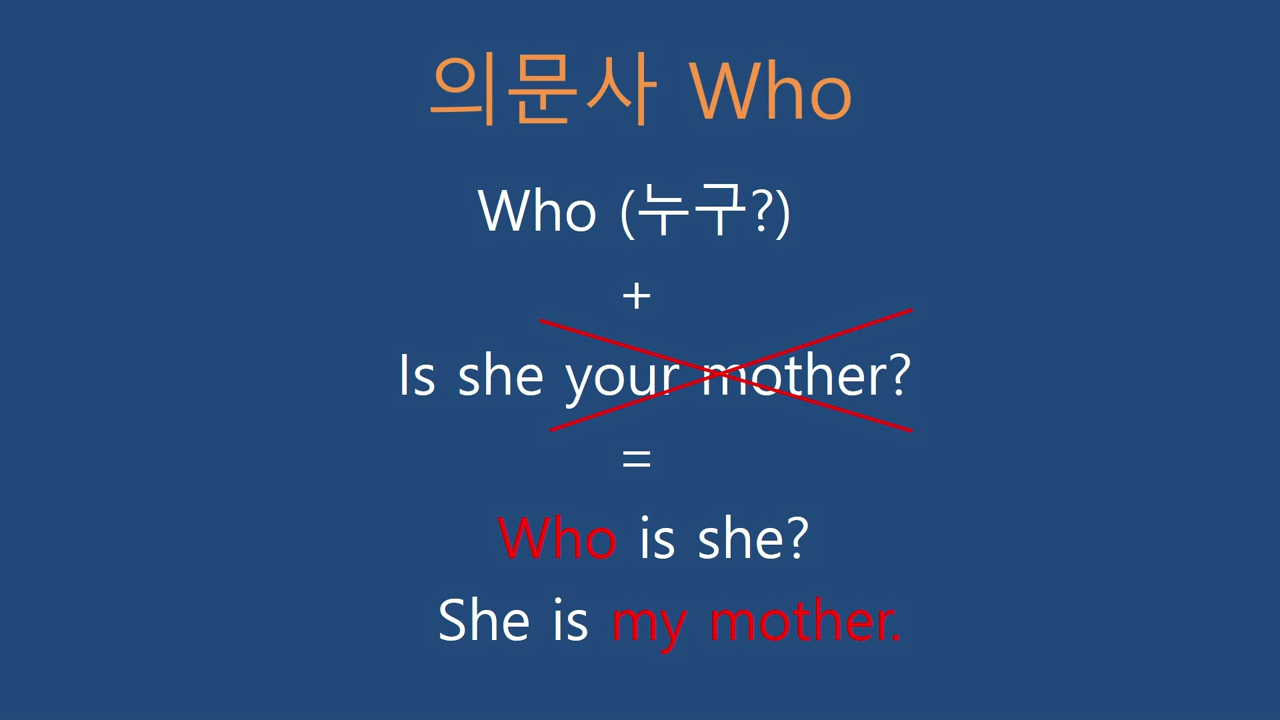 의문사 Who
Who (누구?)
+
Is she your mother?
=
Who is she?
She is my mother.